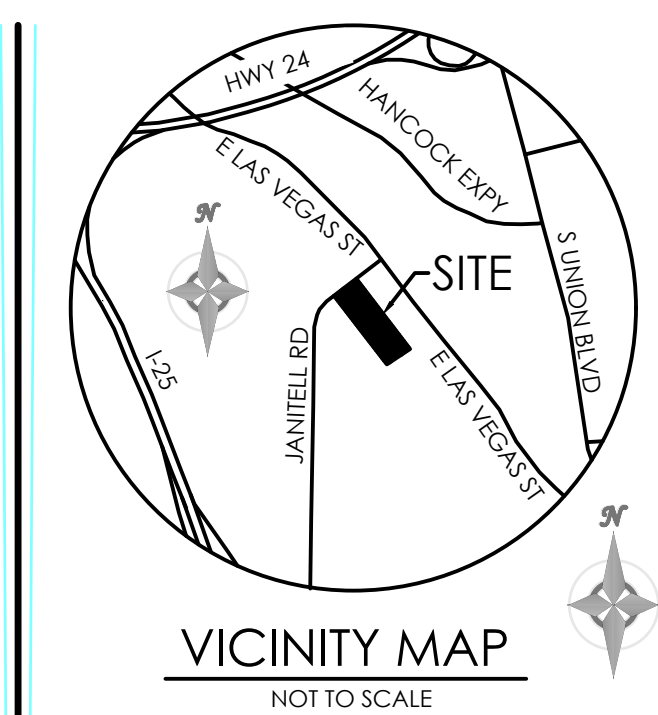 HWY 24
HANCOCK EXPY
E LAS VEGAS ST
N
SITE
S UNION BLVD
I-25
JANITELL RD
E LAS VEGAS ST
N
VICINITY MAP
NOT TO SCALE